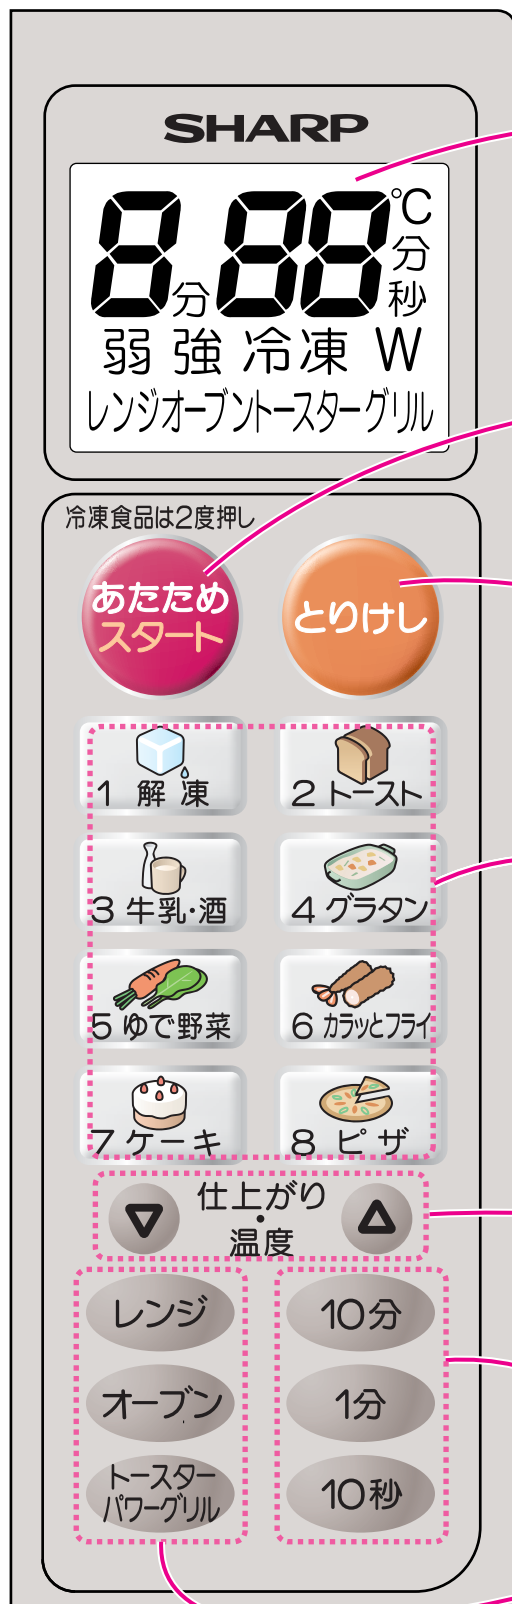 SHARP
8分88℃分秒
弱 強 冷凍 W
レンジオーブントースターグリル
冷凍食品は2度押し
あたため
スタート
とりけし
1 解凍
2 トースト
3 牛乳・酒
4 グラタン
5 ゆで野菜
6 カラッとフライ
7 ケーキ
8 ピザ
仕上がり
・
温度
レンジ
10分
オーブン
1分
トースター
パワーグリル
10秒